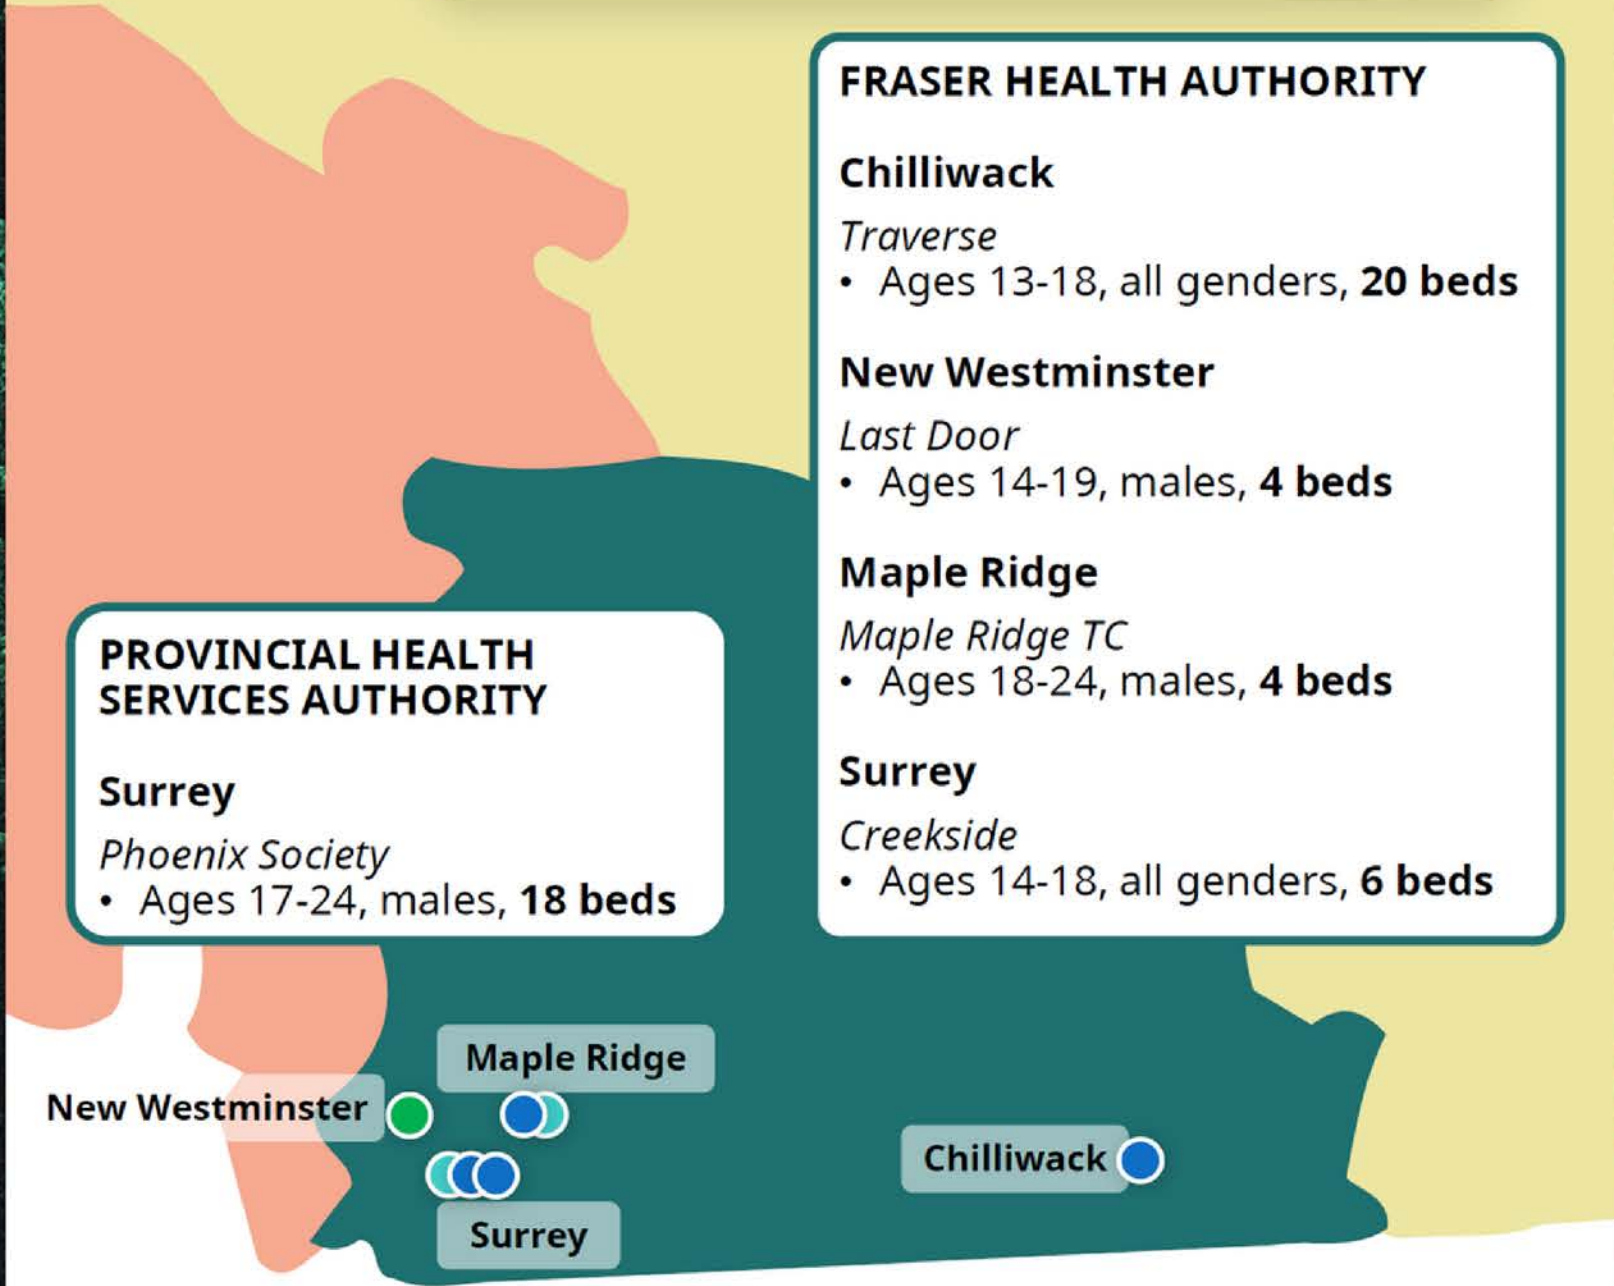 FRASER HEALTH AUTHORITY
Chilliwack
Traverse
• Ages 13-18, all genders, 20 beds
New Westminster
Last Door
• Ages 14-19, males, 4 beds
Maple Ridge
Maple Ridge TC
• Ages 18-24, males, 4 beds
Surrey
Creekside
• Ages 14-18, all genders, 6 beds
PROVINCIAL HEALTH
SERVICES AUTHORITY
Surrey
Phoenix Society
• Ages 17-24, males, 18 beds
Maple Ridge
New Westminster
Chilliwack
Surrey